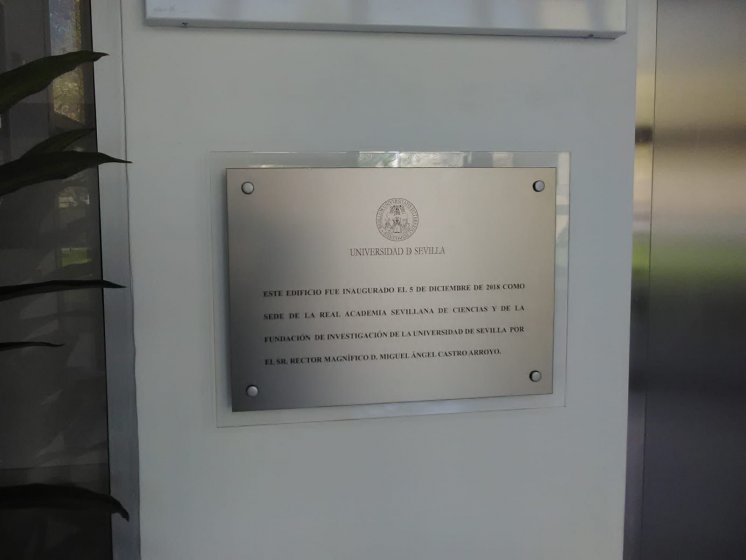 UNIVERSIDAD D SEVILLA
ESTE EDIFICIO FUE INAUGURADO EL 5 DE DICIEMBRE DE 2018 COMO
SEDE DE LA REAL ACADEMIA SEVILLANA DE CIENCIAS Y DE LA
FUNDACIÓN DE INVESTIGACIÓN DE LA UNIVERSIDAD DE SEVILLA POR
EL SR. RECTOR MAGNÍFICO D. MIGUEL ÁNGEL CASTRO ARROYO.